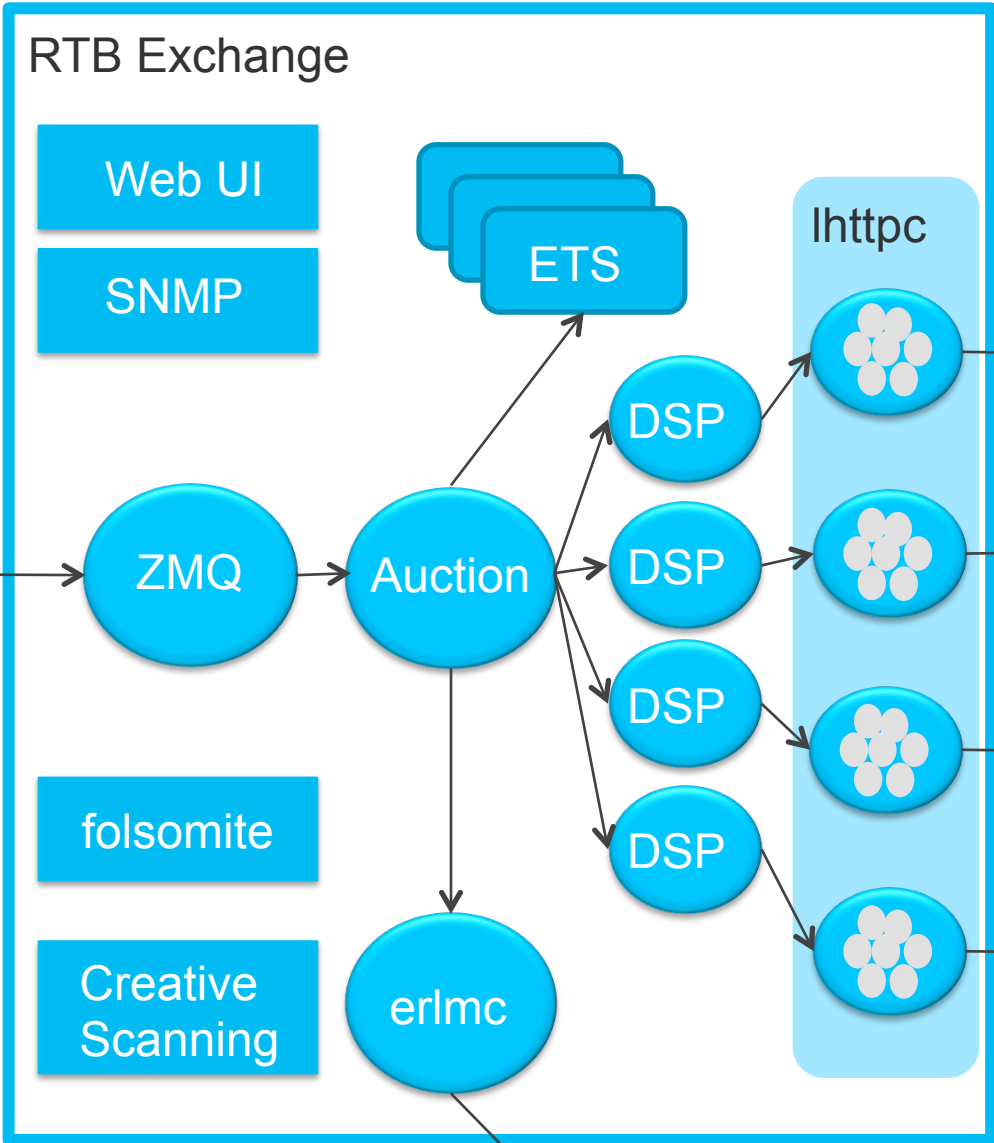 RTB Exchange
Web UI
SNMP
ETS
lhttpc
DSP
DSP
DSP
DSP
ZMQ
Auction
folsomite
Creative
Scanning
erlmc